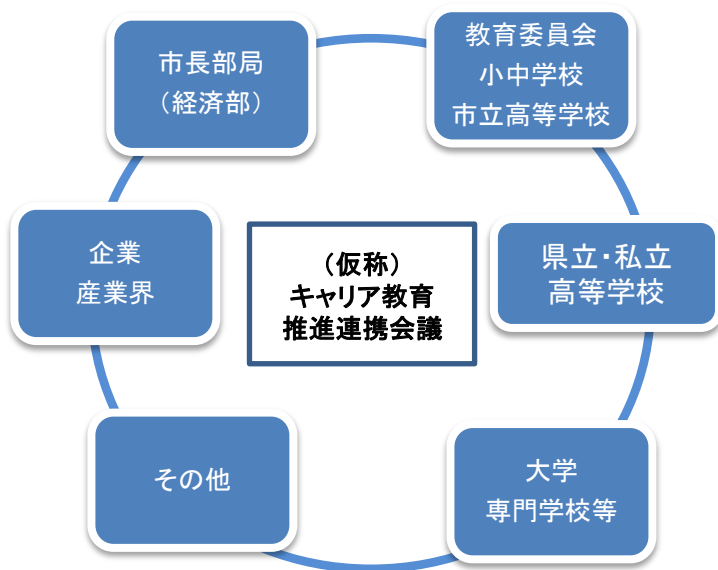 市長部局
（経済部）
教育委員会
小中学校
市立高等学校
企業
産業界
（仮称）
キャリア教育
推進連携会議
県立・私立
高等学校
その他
大学
専門学校等